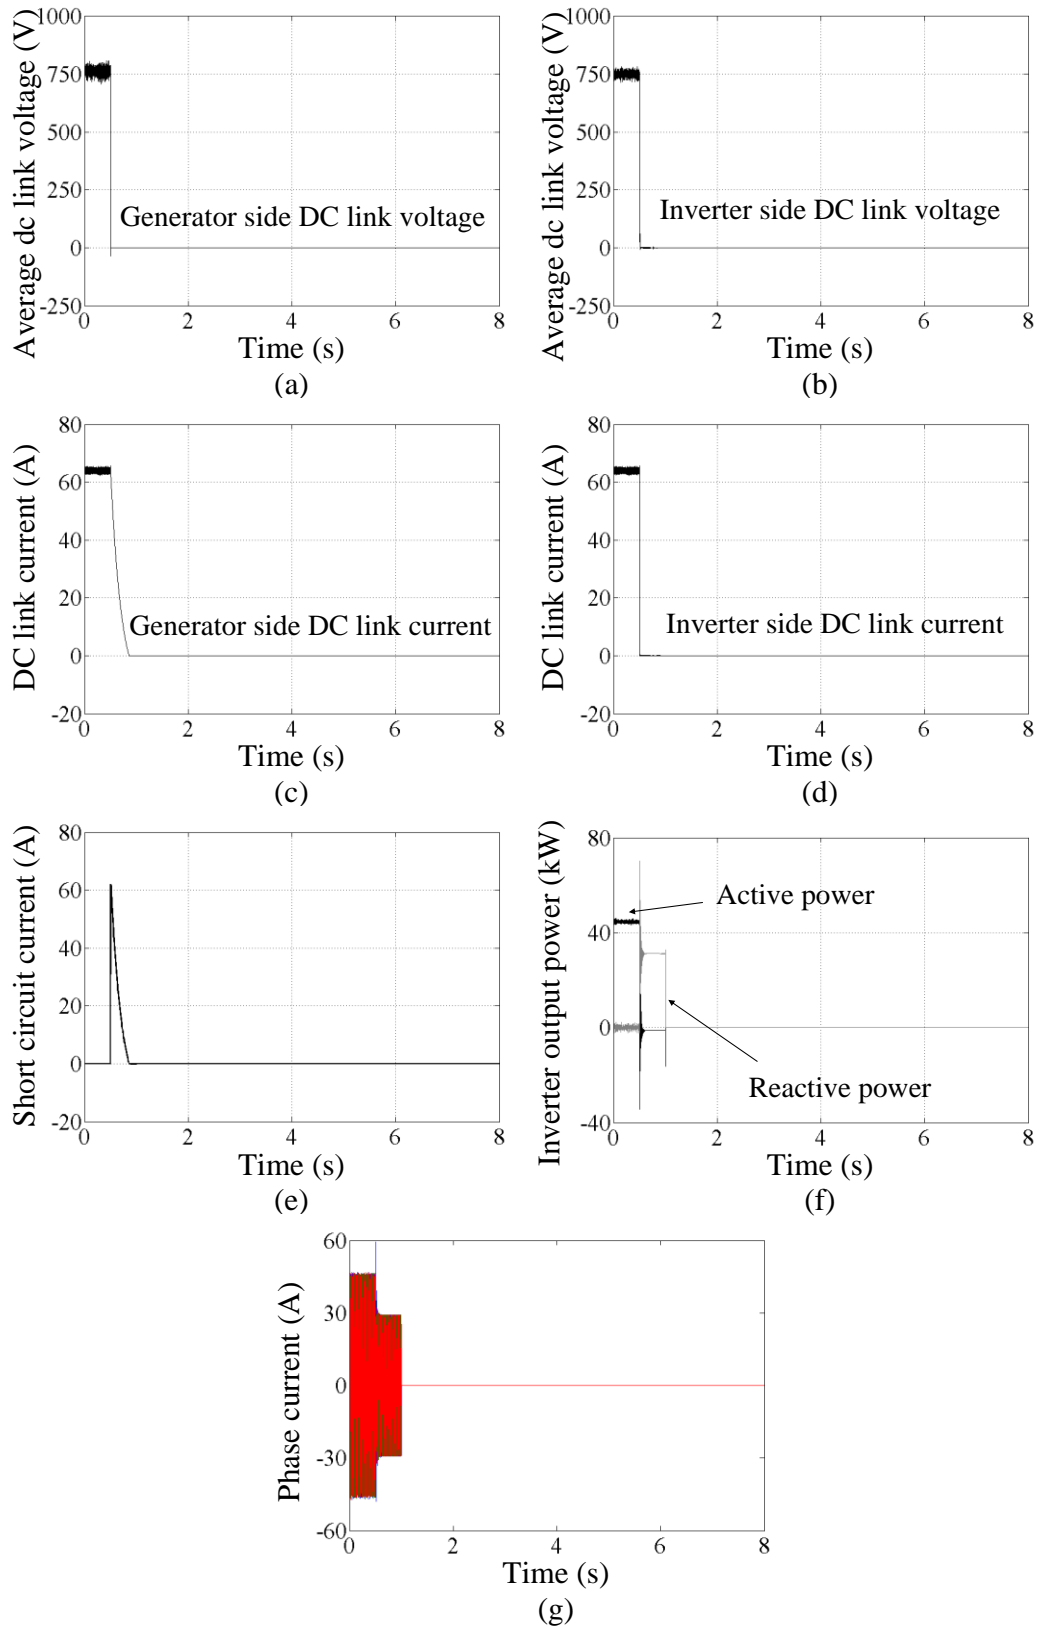 Average dc link voltage (V)
1000
750
500
250
0
-250
Generator side DC link voltage
0 2 4 6 8
Time (s)
(a)
Average dc link voltage (V)
1000
750
500
250
0
-250
Inverter side DC link voltage
0 2 4 6 8
Time (s)
(b)
DC link current (A)
80
60
40
20
0
-20
Generator side DC link current
0 2 4 6 8
Time (s)
(c)
DC link current (A)
80
60
40
20
0
-20
Inverter side DC link current
0 2 4 6 8
Time (s)
(d)
Short circuit current (A)
80
60
40
20
0
-20
0 2 4 6 8
Time (s)
(e)
Inverter output power (kW)
80
40
0
-40
Active power
Reactive power
0 2 4 6 8
Time (s)
(f)
Phase current (A)
60
30
0
-30
-60
0 2 4 6 8
Time (s)
(g)